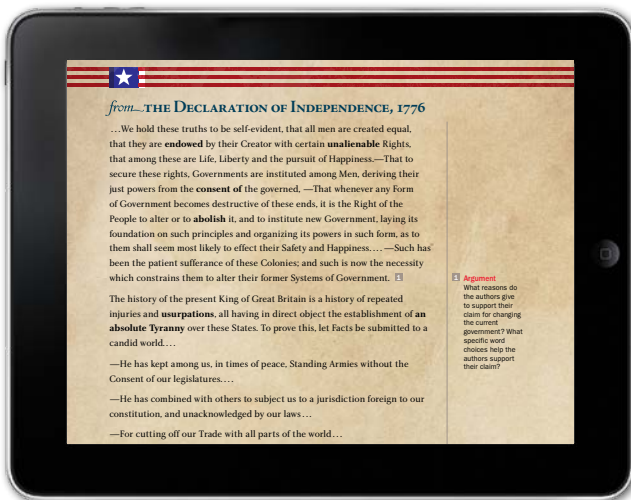 from THE DECLARATION OF INDEPENDENCE, 1776
…We hold these truths to be self-evident, that all men are created equal,
that they are endowed by their Creator with certain unalienable Rights,
that among these are Life, Liberty and the pursuit of Happiness.—That to
secure these rights, Governments are instituted among Men, deriving their
just powers from the consent of the governed, —That whenever any Form
of Government becomes destructive of these ends, it is the Right of the
People to alter or to abolish it, and to institute new Government, laying its
foundation on such principles and organizing its powers in such form, as to
them shall seem most likely to effect their Safety and Happiness.… —Such has
been the patient sufferance of these Colonies; and such is now the necessity
which constrains them to alter their former Systems of Government. 1
The history of the present King of Great Britain is a history of repeated
injuries and usurpations, all having in direct object the establishment of an
absolute Tyranny over these States. To prove this, let Facts be submitted to a
candid world.…
—He has kept among us, in times of peace, Standing Armies without the
Consent of our legislatures.…
—He has combined with others to subject us to a jurisdiction foreign to our
constitution, and unacknowledged by our laws…
—For cutting off our Trade with all parts of the world…
1 Argument
What reasons do
the authors give
to support their
claim for changing
the current
government? What
specific word
choices help the
authors support
their claim?